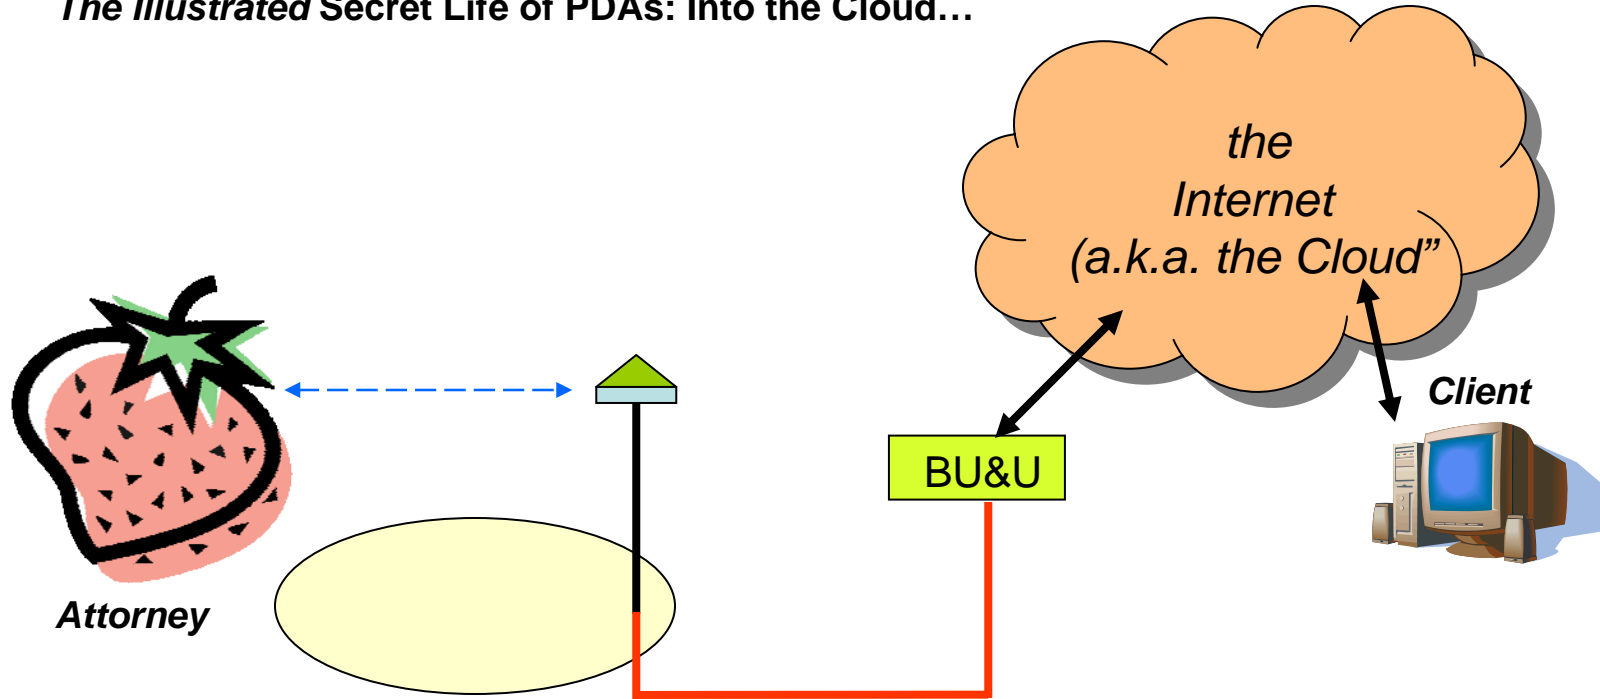 The Illustrated Secret Life of PDAs: Into the Cloud…
the
Internet
(a.k.a. the Cloud”
Client
BU&U
Attorney